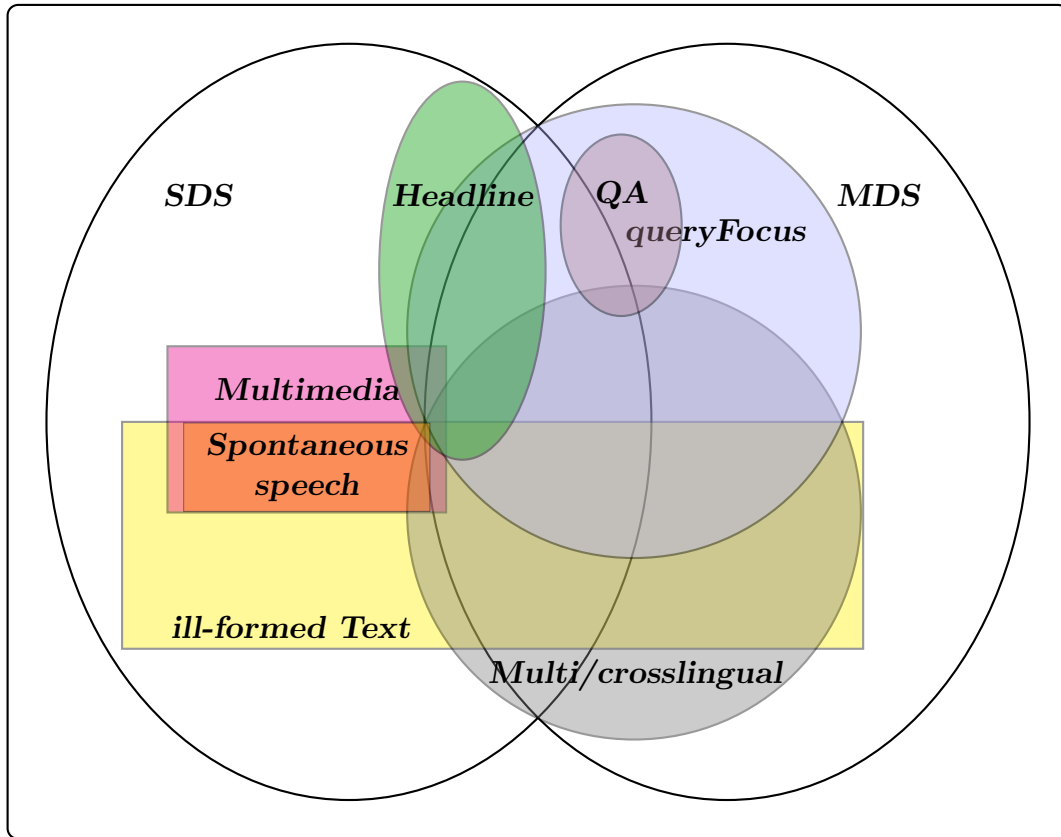 SDS
Headline
QA
MDS
queryFocus
Multimedia
Spontaneous
speech
ill-formed Text
Multi/crosslingual